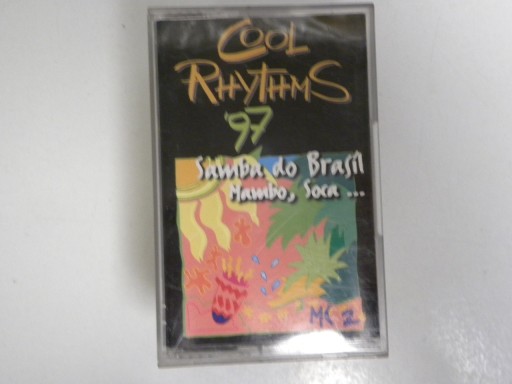 COOL
RHYTHMS
'97
Samba do Brasil
Mambo, Soca ...
MC 2